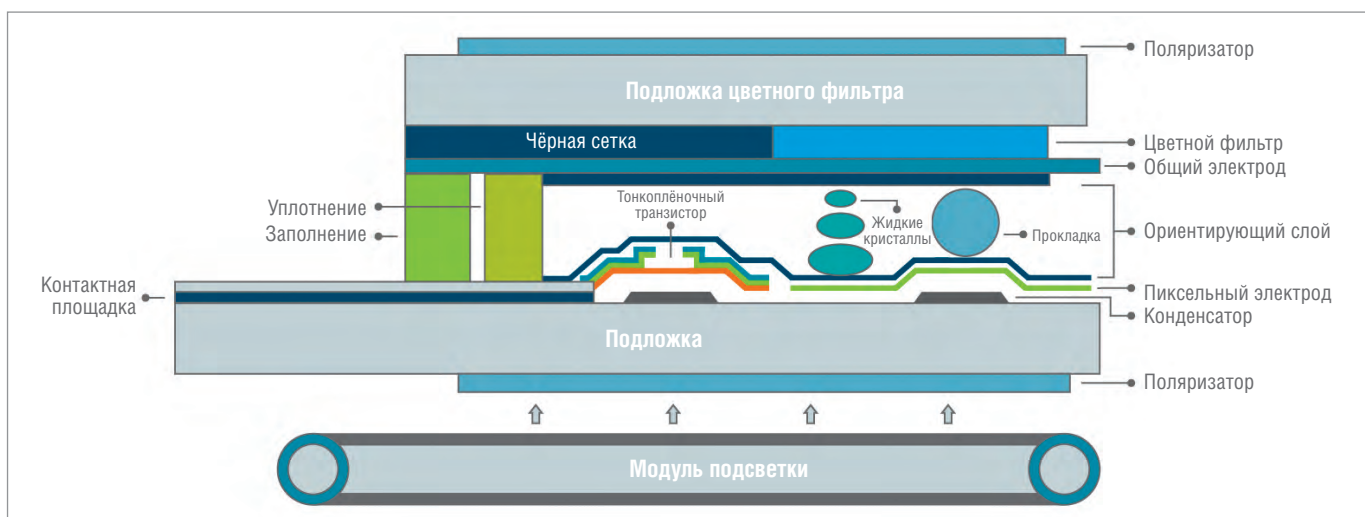 Поляризатор
Подложка цветного фильтра
Чёрная сетка
Цветной фильтр
Общий электрод
Уплотнение
Заполнение
Тонкоплёночный
транзистор
Жидкие
кристаллы
Прокладка
Ориентирующий слой
Контактная
площадка
Пиксельный электрод
Конденсатор
Подложка
Поляризатор
Модуль подсветки